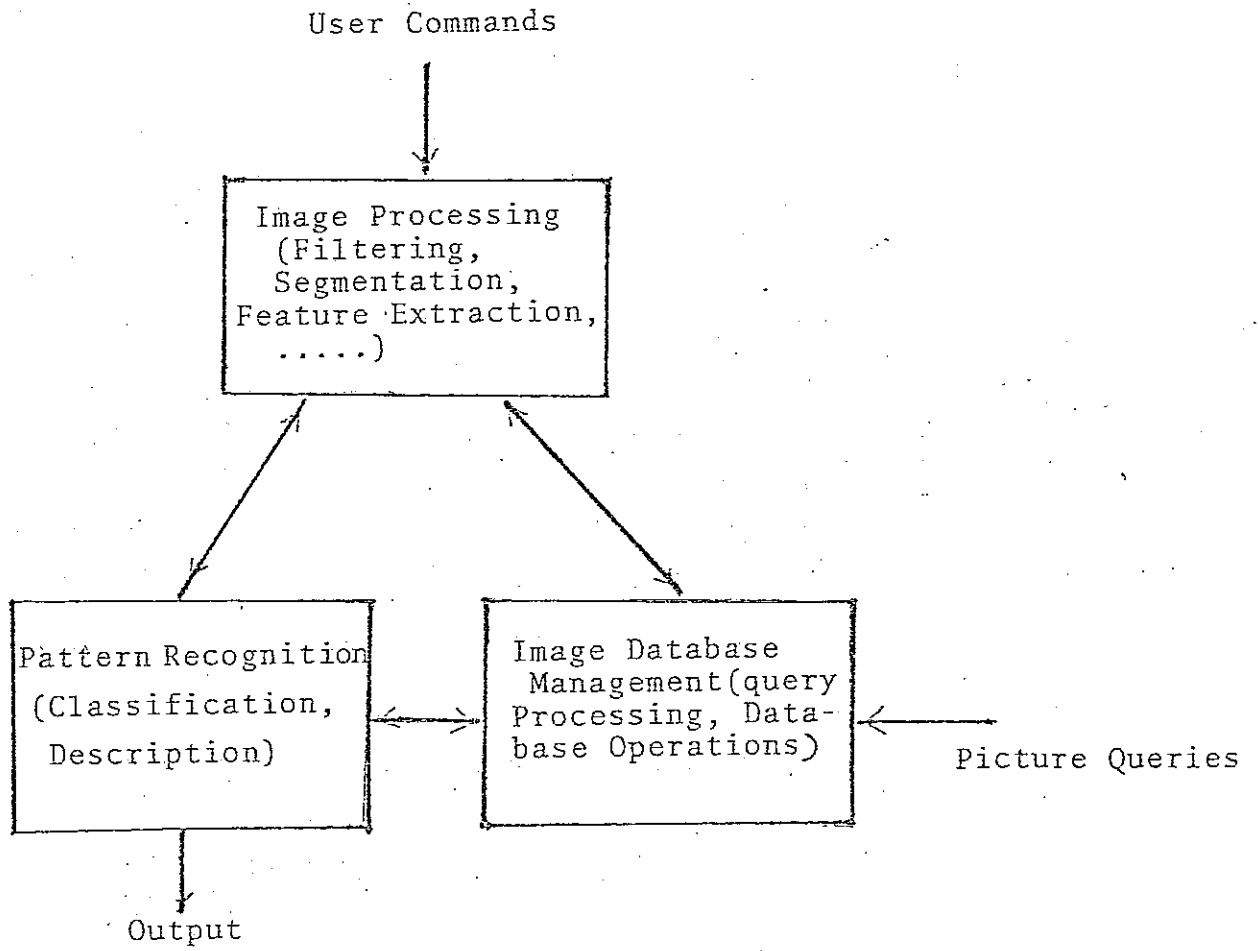 User Commands
Image Processing
(Filtering,
Segmentation,
Feature Extraction,
.....)
Pattern Recognition
(Classification,
Description)
Image Database
Management(query
Processing, Data-
base Operations)
Picture Queries
Output